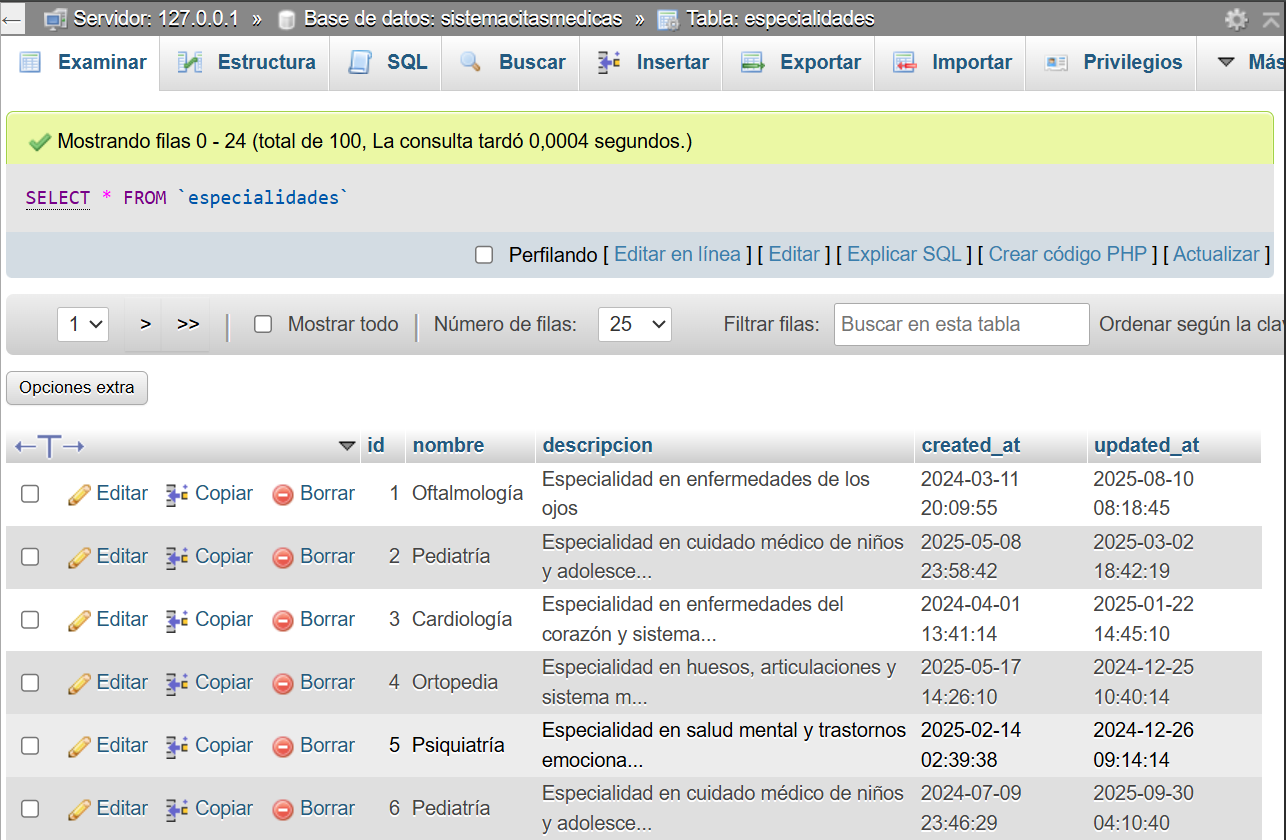 Servidor: 127.0.0.1 » Base de datos: sistemacitasmedicas » Tabla: especialidades
Examinar Estructura SQL Buscar Insertar Exportar Importar Privilegios Más
Mostrando filas 0 - 24 (total de 100, La consulta tardó 0,0004 segundos.)
SELECT * FROM `especialidades`
Perfilando [ Editar en línea ] [ Editar ] [ Explicar SQL ] [ Crear código PHP ] [ Actualizar ]
1 > >> Mostrar todo Número de filas: 25 Filtrar filas: Buscar en esta tabla Ordenar según la
Opciones extra
←T→ id nombre descripcion created_at updated_at
Editar Copiar Borrar 1 Oftalmología Especialidad en enfermedades de los 2024-03-11 2025-08-10
ojos 20:09:55 08:18:45
Editar Copiar Borrar 2 Pediatría Especialidad en cuidado médico de niños 2025-05-08 2025-03-02
y adolesce... 23:58:42 18:42:19
Editar Copiar Borrar 3 Cardiología Especialidad en enfermedades del 2024-04-01 2025-01-22
corazón y sistema... 13:41:14 14:45:10
Editar Copiar Borrar 4 Ortopedia Especialidad en huesos, articulaciones y 2025-05-17 2024-12-25
sistema m... 14:26:10 10:40:14
Editar Copiar Borrar 5 Psiquiatría Especialidad en salud mental y trastornos 2025-02-14 2024-12-26
emociona... 02:39:38 09:14:14
Editar Copiar Borrar 6 Pediatría Especialidad en cuidado médico de niños 2024-07-09 2025-09-30
y adolesce... 23:46:29 04:10:40